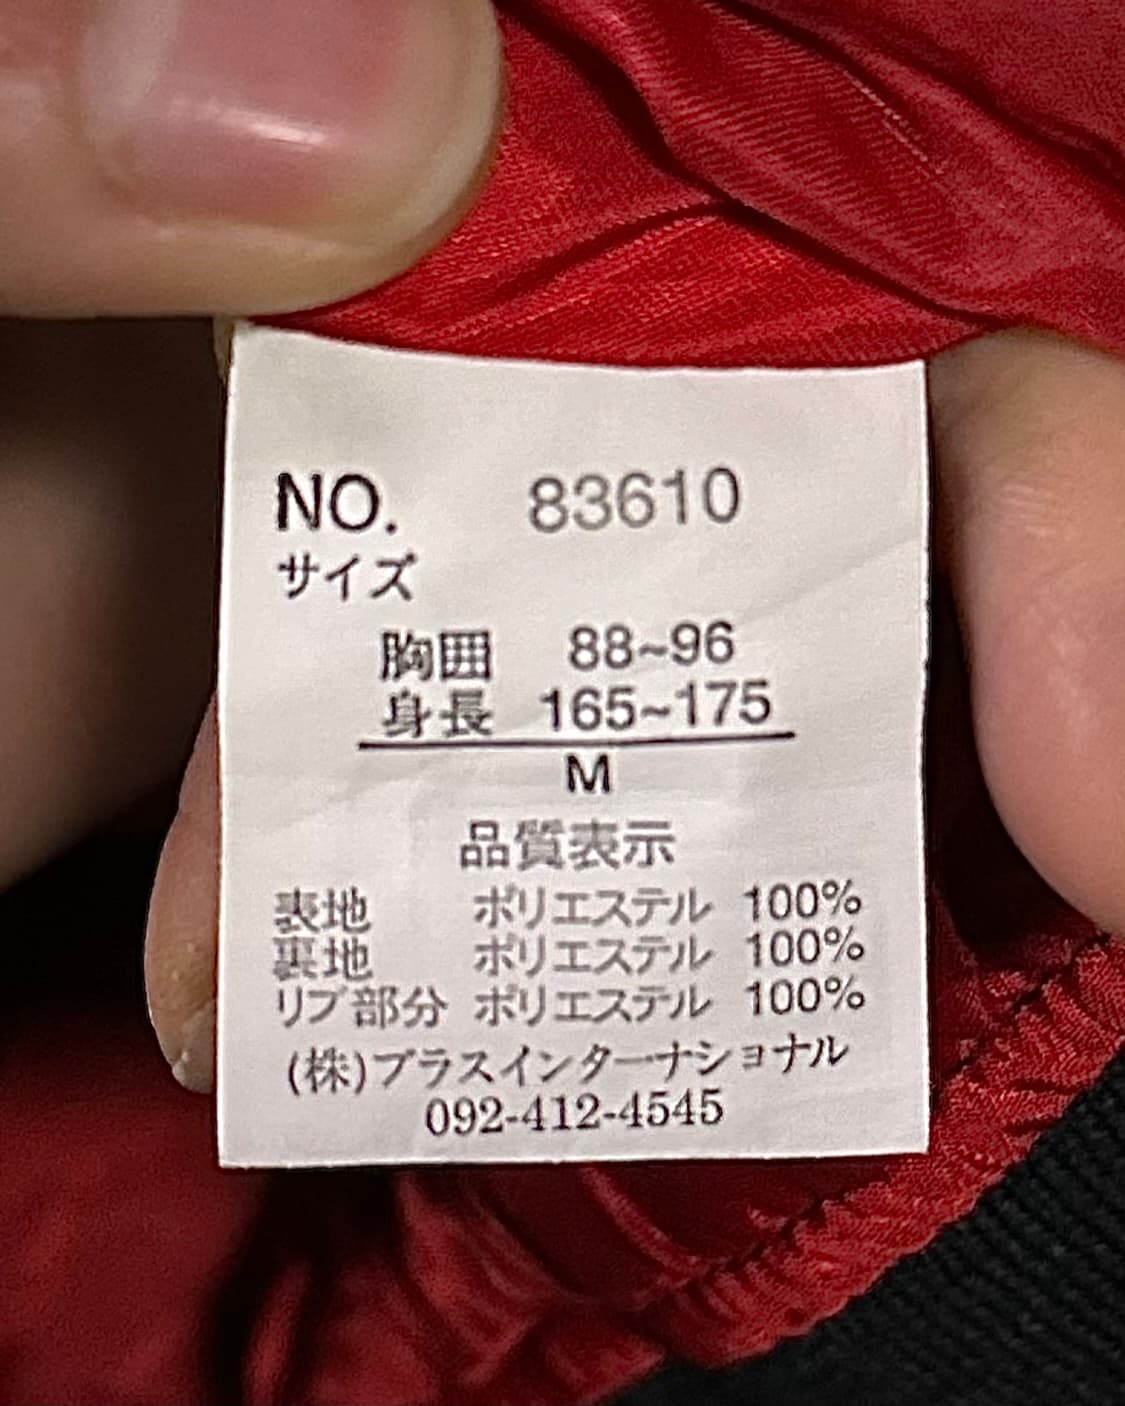 NO. 83610
サイズ
胸囲 88~96
身長 165~175
M
品質表示
表地 ポリエステル 100%
裏地 ポリエステル 100%
リブ部分 ポリエステル 100%
(株)プラスインターナショナル
092-412-4545